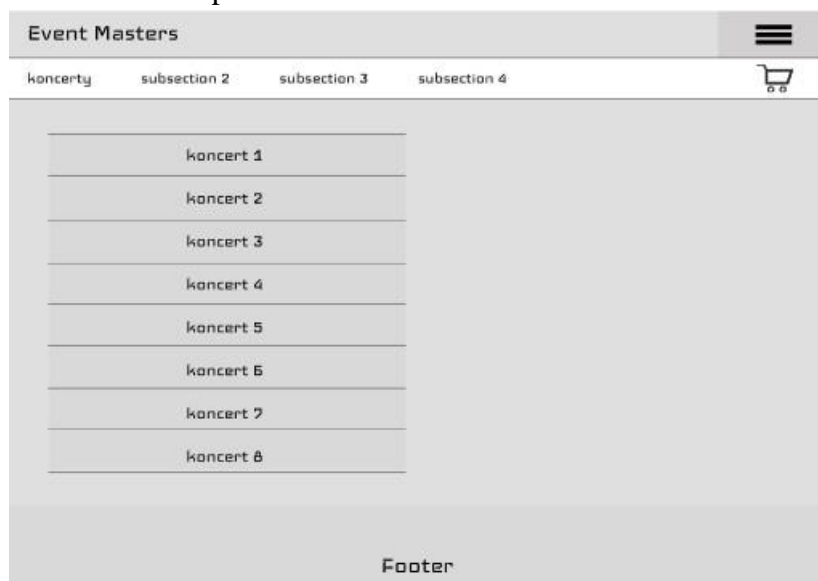 Event Masters
koncerty subsection 2 subsection 3 subsection 4
koncert 1
koncert 2
koncert 3
koncert 4
koncert 5
koncert 6
koncert 7
koncert 8
Footer